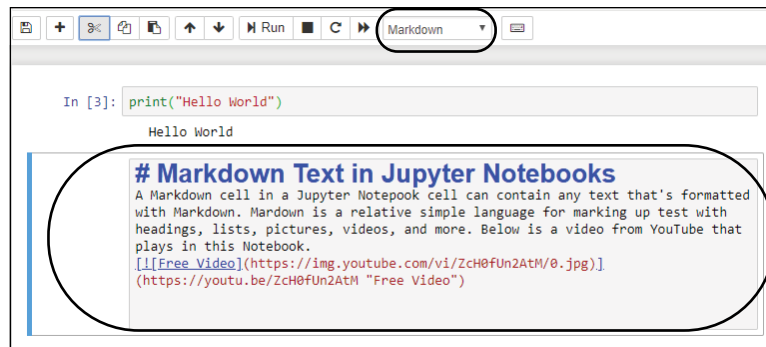 Run Markdown
In [3]: print("Hello World")
Hello World
# Markdown Text in Jupyter Notebooks
A Markdown cell in a Jupyter Notepook cell can contain any text that's formatted
with Markdown. Mardown is a relative simple language for marking up test with
headings, lists, pictures, videos, and more. Below is a video from YouTube that
plays in this Notebook.
[![Free Video](https://img.youtube.com/vi/ZcH0fUn2AtM/0.jpg)]
(https://youtu.be/ZcH0fUn2AtM "Free Video")